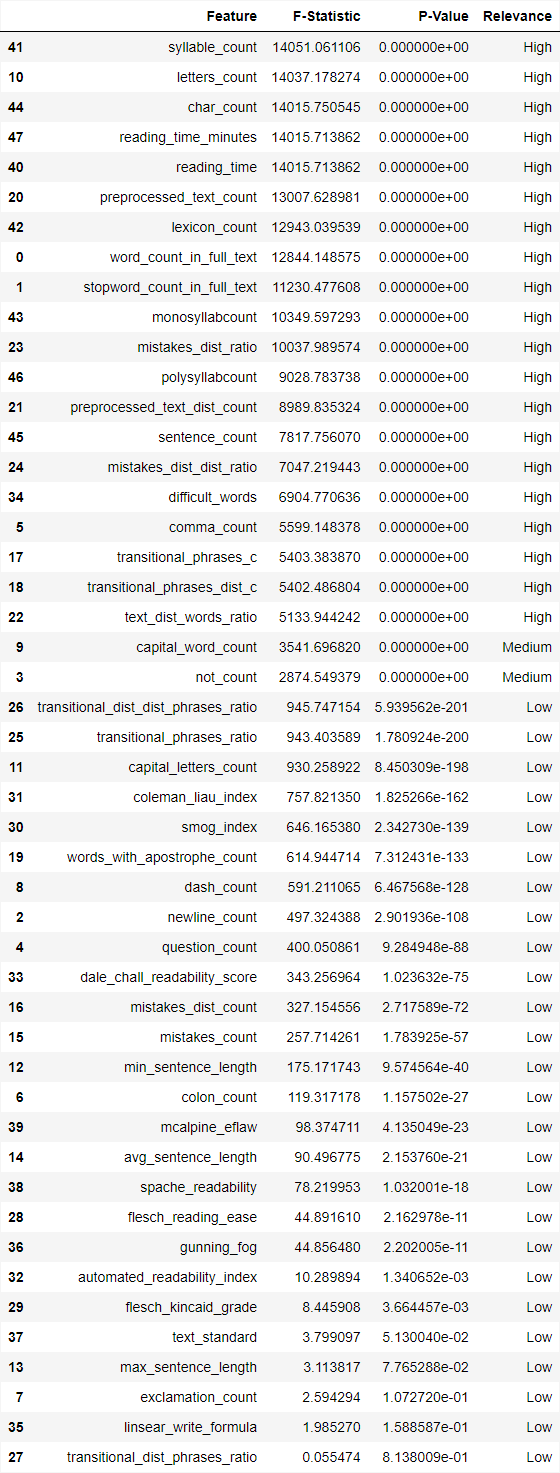 Feature F-Statistic P-Value Relevance
41 syllable_count 14051.061106 0.000000e+00 High
10 letters_count 14037.178274 0.000000e+00 High
44 char_count 14015.750545 0.000000e+00 High
47 reading_time_minutes 14015.713862 0.000000e+00 High
40 reading_time 14015.713862 0.000000e+00 High
20 preprocessed_text_count 13007.628981 0.000000e+00 High
42 lexicon_count 12943.039539 0.000000e+00 High
0 word_count_in_full_text 12844.148575 0.000000e+00 High
1 stopword_count_in_full_text 11230.477608 0.000000e+00 High
43 monosyllabcount 10349.597293 0.000000e+00 High
23 mistakes_dist_ratio 10037.989574 0.000000e+00 High
46 polysyllabcount 9028.783738 0.000000e+00 High
21 preprocessed_text_dist_count 8989.835324 0.000000e+00 High
45 sentence_count 7817.756070 0.000000e+00 High
24 mistakes_dist_dist_ratio 7047.219443 0.000000e+00 High
34 difficult_words 6904.770636 0.000000e+00 High
5 comma_count 5599.148378 0.000000e+00 High
17 transitional_phrases_c 5403.383870 0.000000e+00 High
18 transitional_phrases_dist_c 5402.486804 0.000000e+00 High
22 text_dist_words_ratio 5133.944242 0.000000e+00 High
9 capital_word_count 3541.696820 0.000000e+00 Medium
3 not_count 2874.549379 0.000000e+00 Medium
26 transitional_dist_dist_phrases_ratio 945.747154 5.939562e-201 Low
25 transitional_phrases_ratio 943.403589 1.780924e-200 Low
11 capital_letters_count 930.258922 8.450309e-198 Low
31 coleman_liau_index 757.821350 1.825266e-162 Low
30 smog_index 646.165380 2.342730e-139 Low
19 words_with_apostrophe_count 614.944714 7.312431e-133 Low
8 dash_count 591.211065 6.467568e-128 Low
2 newline_count 497.324388 2.901936e-108 Low
4 question_count 400.050861 9.284948e-88 Low
33 dale_chall_readability_score 343.256964 1.023632e-75 Low
16 mistakes_dist_count 327.154556 2.717589e-72 Low
15 mistakes_count 257.714261 1.783925e-57 Low
12 min_sentence_length 175.171743 9.574564e-40 Low
6 colon_count 119.317178 1.157502e-27 Low
39 mcalpine_eflaw 98.374711 4.135049e-23 Low
14 avg_sentence_length 90.496775 2.153760e-21 Low
38 spache_readability 78.219953 1.032001e-18 Low
28 flesch_reading_ease 44.891610 2.162978e-11 Low
36 gunning_fog 44.856480 2.202005e-11 Low
32 automated_readability_index 10.289894 1.340652e-03 Low
29 flesch_kincaid_grade 8.445908 3.664457e-03 Low
37 text_standard 3.799097 5.130040e-02 Low
13 max_sentence_length 3.113817 7.765288e-02 Low
7 exclamation_count 2.594294 1.072720e-01 Low
35 linsear_write_formula 1.985270 1.588587e-01 Low
27 transitional_dist_phrases_ratio 0.055474 8.138009e-01 Low